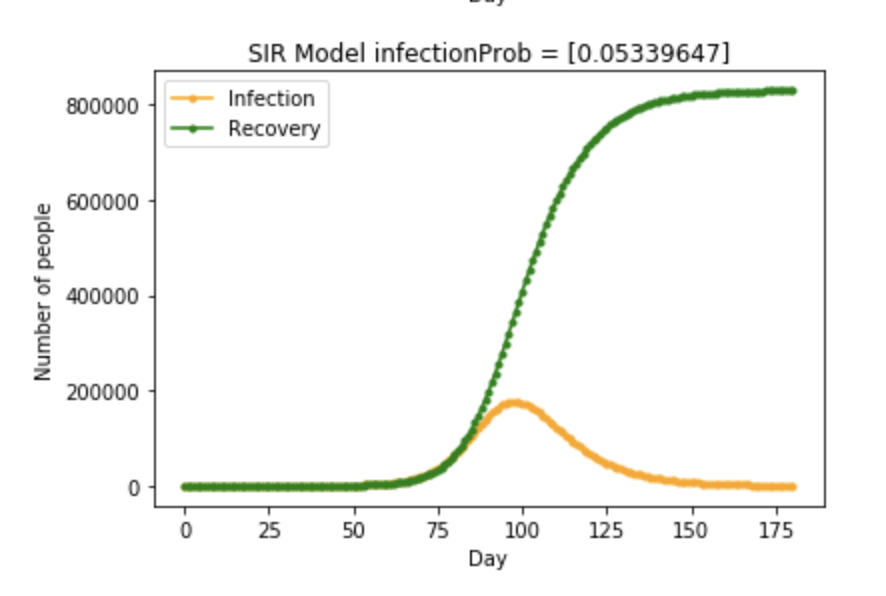 Day
SIR Model infectionProb = [0.05339647]
Infection
Recovery
Number of people
800000
600000
400000
200000
0
0 25 50 75 100 125 150 175
Day